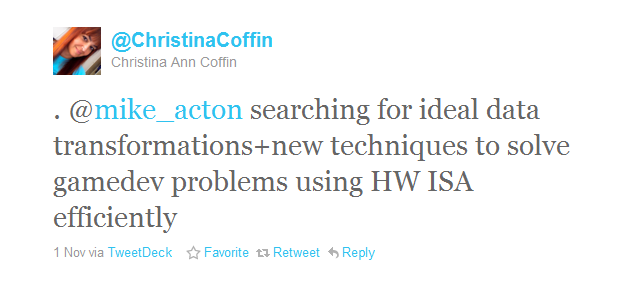 @ChristinaCoffin
Christina Ann Coffin
. @mike_acton searching for ideal data
transformations+new techniques to solve
gamedev problems using HW ISA
efficiently
1 Nov via TweetDeck Favorite Retweet Reply